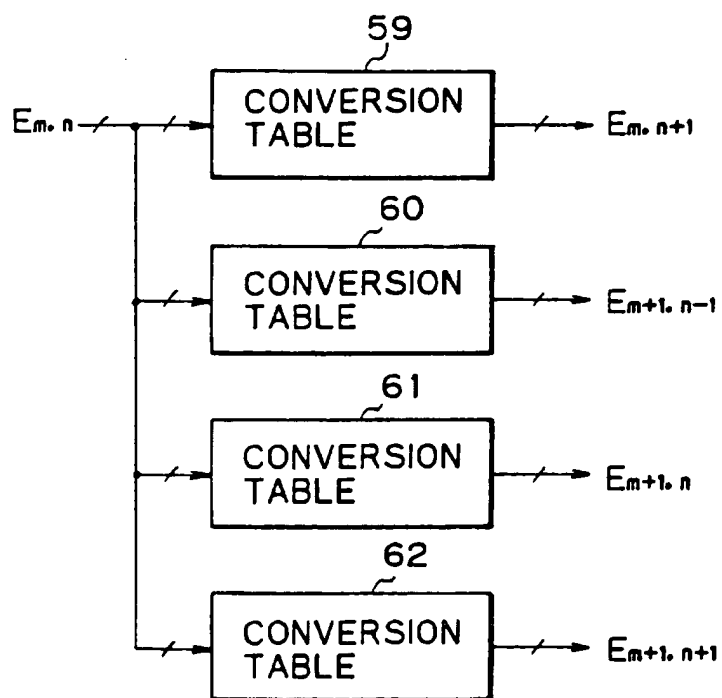 59
CONVERSION
TABLE
Em.n
Em.n+1
60
CONVERSION
TABLE
Em+1.n-1
61
CONVERSION
TABLE
Em+1.n
62
CONVERSION
TABLE
Em+1.n+1